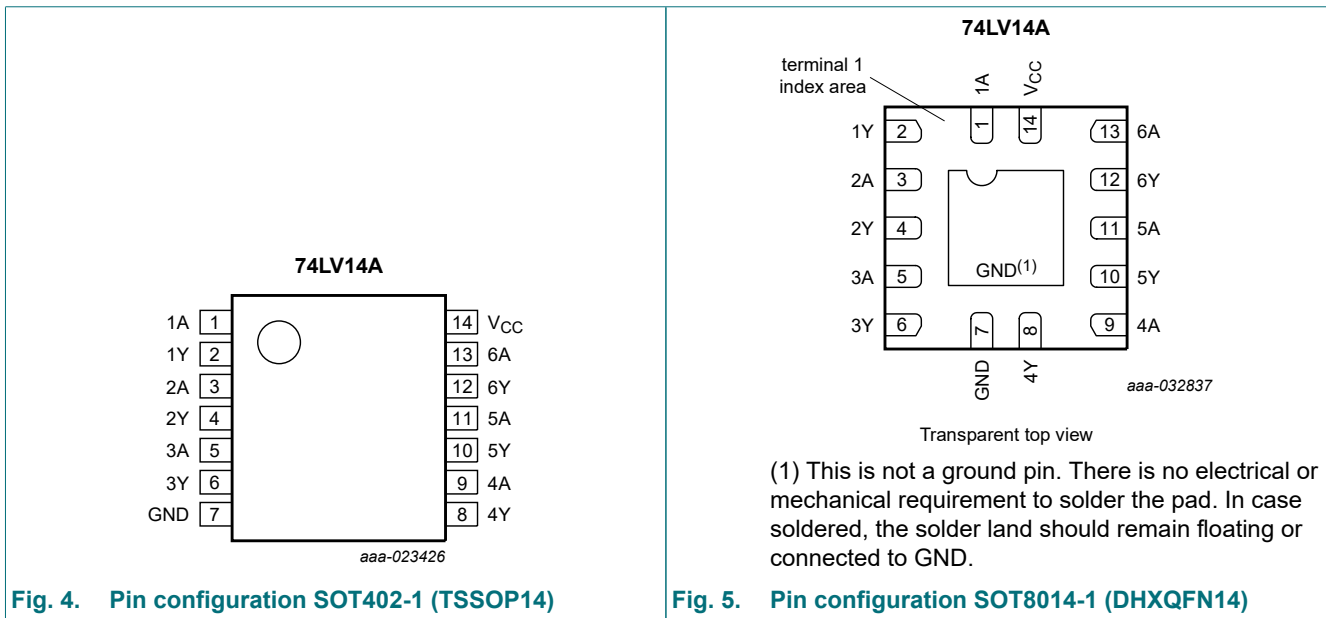 74LV14A
1A 1
1Y 2
2A 3
2Y 4
3A 5
3Y 6
GND 7
14 VCC
13 6A
12 6Y
11 5A
10 5Y
9 4A
8 4Y
aaa-023426
Fig. 4. Pin configuration SOT402-1 (TSSOP14)
74LV14A
terminal 1
index area
1A
VCC
1
14
1Y 2
2A 3
2Y 4
3A 5
3Y 6
13 6A
12 6Y
11 5A
10 5Y
9 4A
GND(1)
7
8
GND
4Y
aaa-032837
Transparent top view
(1) This is not a ground pin. There is no electrical or
mechanical requirement to solder the pad. In case
soldered, the solder land should remain floating or
connected to GND.
Fig. 5. Pin configuration SOT8014-1 (DHXQFN14)